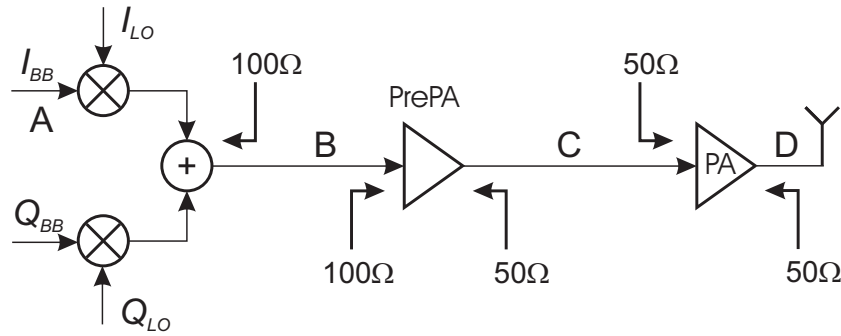 I_LO
I_BB
A
100Ω
50Ω
PrePA
B
C
PA
D
+
Q_BB
100Ω
50Ω
50Ω
Q_LO